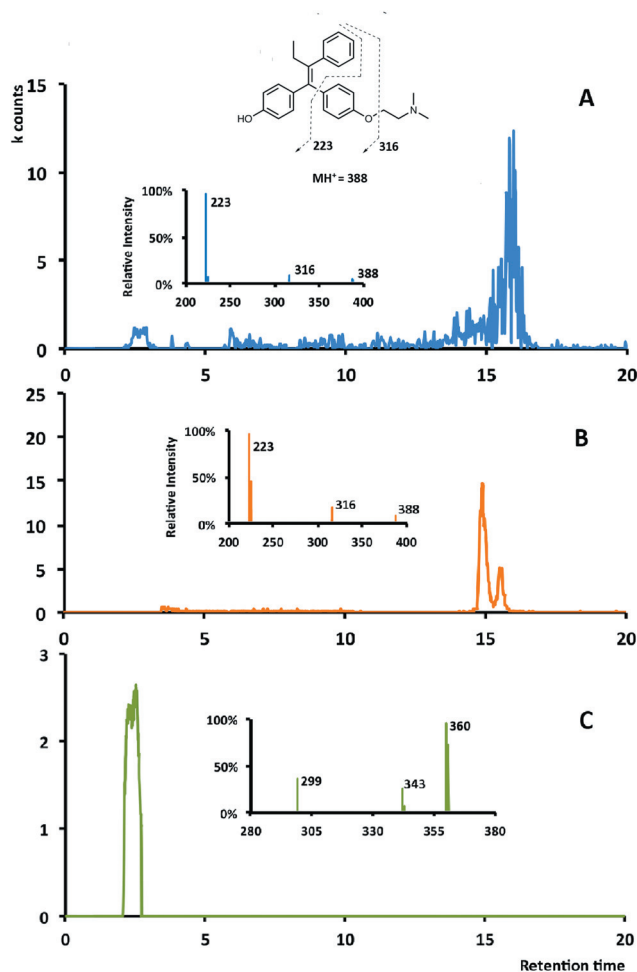 HO
O
N
223 316
MH⁺ = 388
A
k counts
15
10
5
0
0 5 10 15 20
Relative Intensity
100%
50%
0%
223
316
388
200 250 300 350 400
B
25
20
15
10
5
0
0 5 10 15 20
Relative Intensity
100%
50%
0%
223
316
388
200 250 300 350 400
C
3
2
1
0
0 5 10 15 20
100%
50%
0%
299
343
360
280 305 330 355 380
Retention time